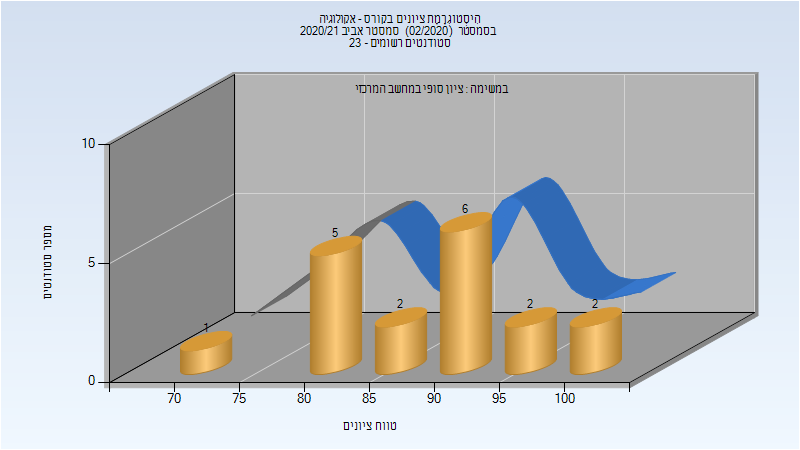 היסטוגרמת ציונים בקורס - אקולוגיה
בסמסטר (02/2020) סמסטר אביב 2020/21
סטודנטים רשומים - 23
במשימה : ציון סופי במחשב המרכזי
מספר סטודנטים
10
5
0
1
5
2
6
2
2
70
75
80
85
90
95
100
טווח ציונים